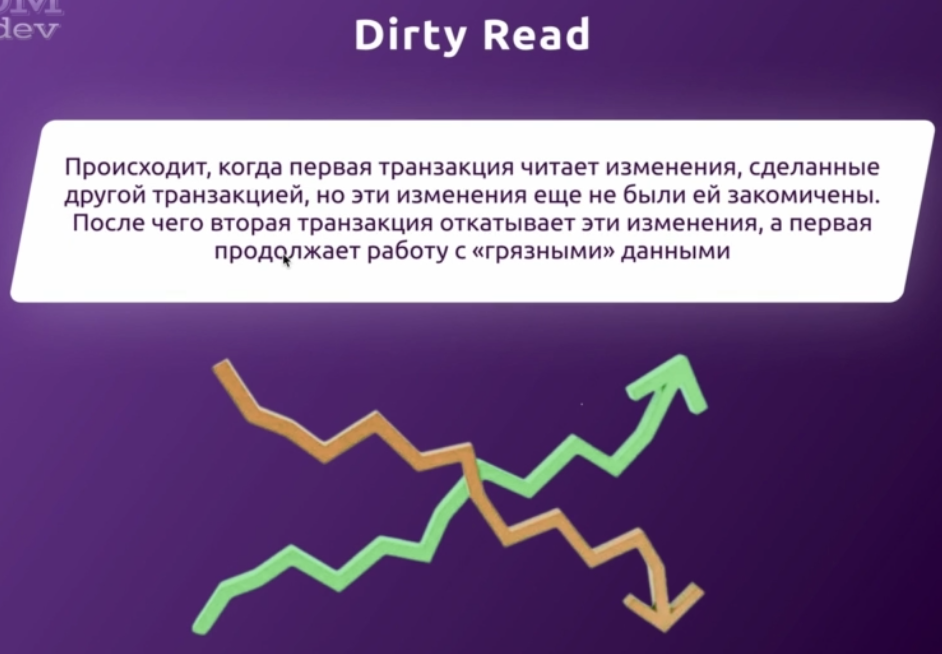 dev
Dirty Read
Происходит, когда первая транзакция читает изменения, сделанные
другой транзакцией, но эти изменения еще не были ей закомичены.
После чего вторая транзакция откатывает эти изменения, а первая
продолжает работу с «грязными» данными